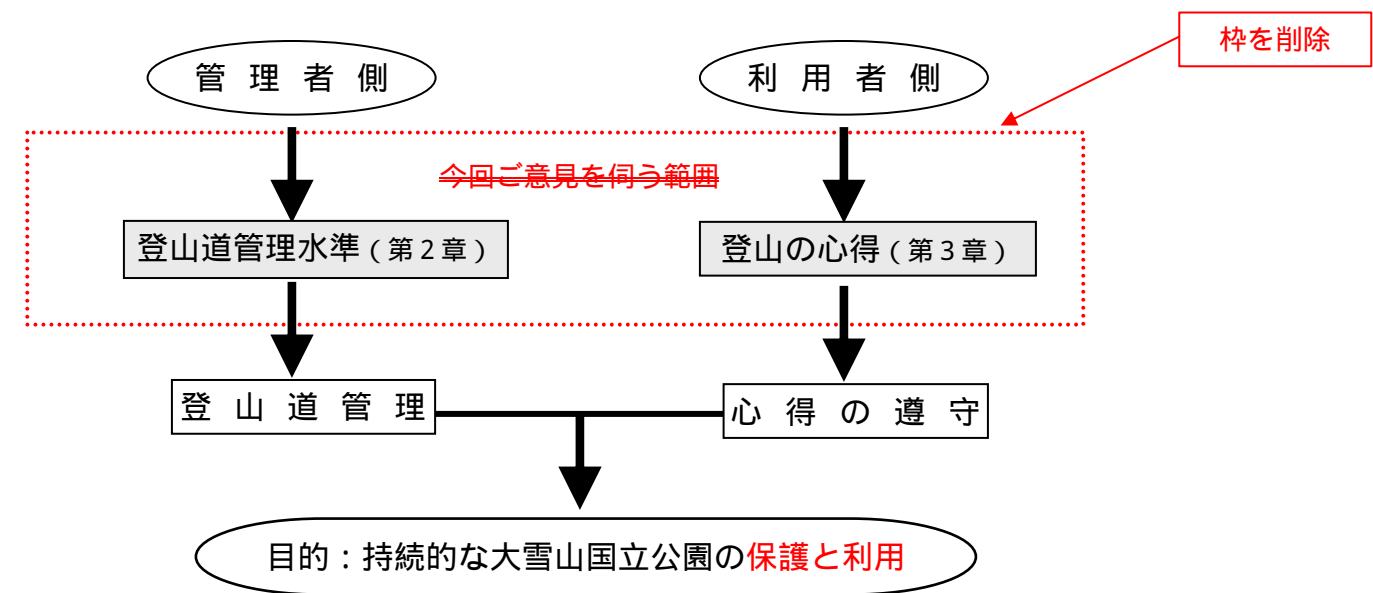 枠を削除
管理者側
利用者側
今回ご意見を伺う範囲
登山道管理水準（第２章）
登山の心得（第３章）
登山道管理
心得の遵守
目的：持続的な大雪山国立公園の保護と利用